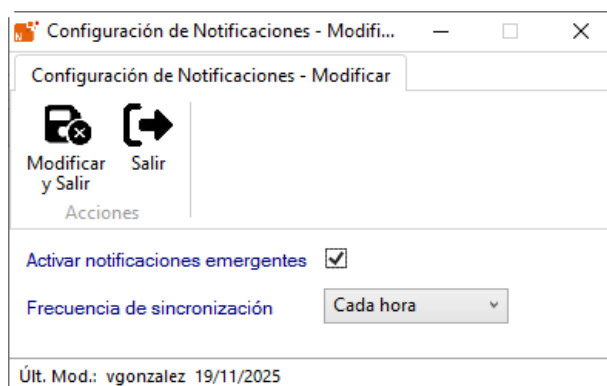 Configuración de Notificaciones - Modifi...
Configuración de Notificaciones - Modificar
Modificar
y Salir
Salir
Acciones
Activar notificaciones emergentes
Frecuencia de sincronización
Cada hora
Últ. Mod.: vgonzalez 19/11/2025